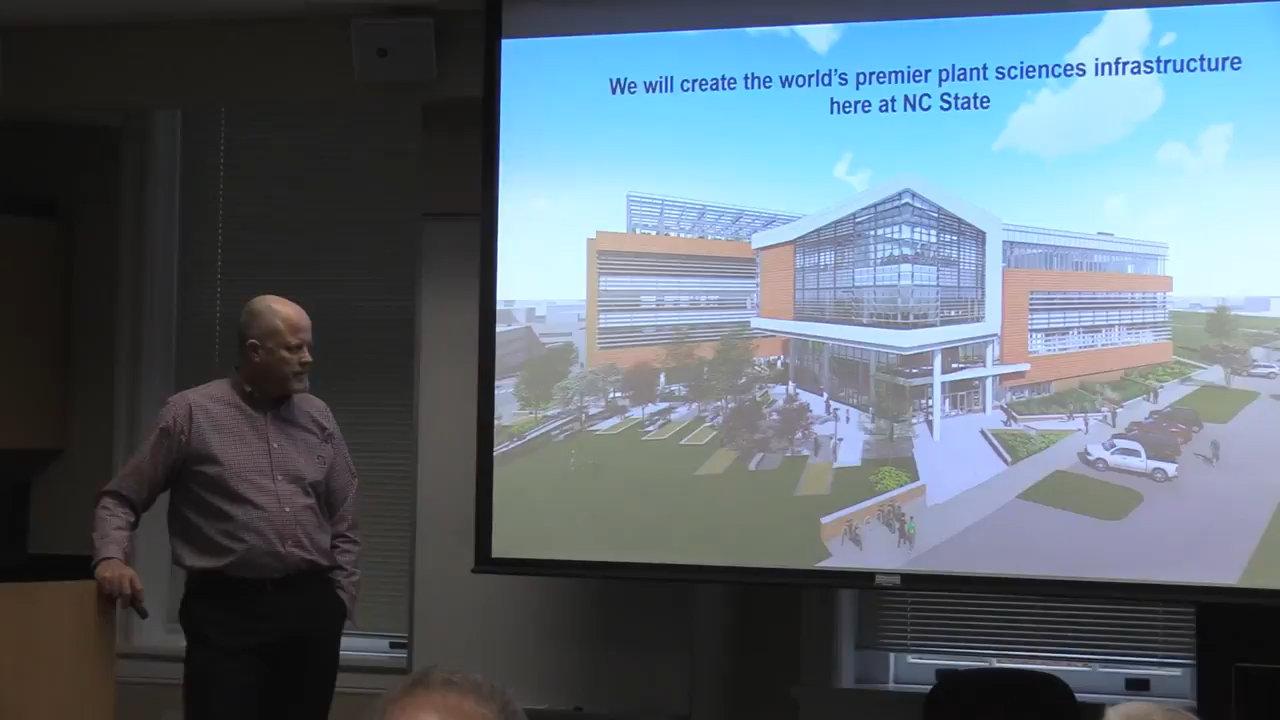 We will create the world's premier plant sciences infrastructure
here at NC State